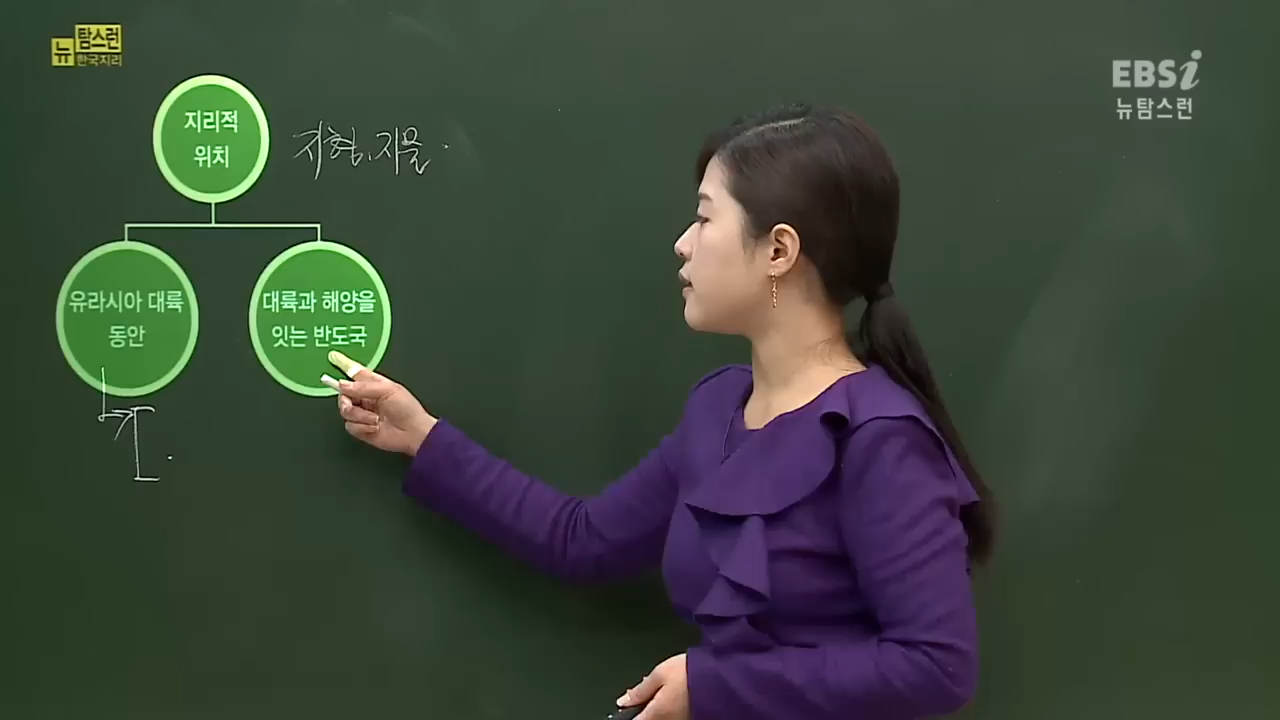 뉴
탐스런
한국지리
EBSi
뉴탐스런
지리적
위치
지형, 지물
유라시아 대륙
동안
대륙과 해양을
잇는 반도국